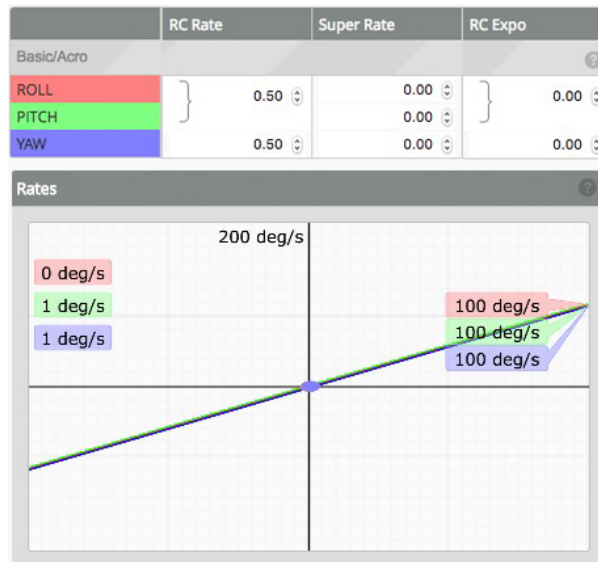 RC Rate Super Rate RC Expo
Basic/Acro ?
ROLL 0.50 0.00 0.00
PITCH 0.00
YAW 0.50 0.00 0.00
Rates ?
200 deg/s
0 deg/s 100 deg/s
1 deg/s 100 deg/s
1 deg/s 100 deg/s